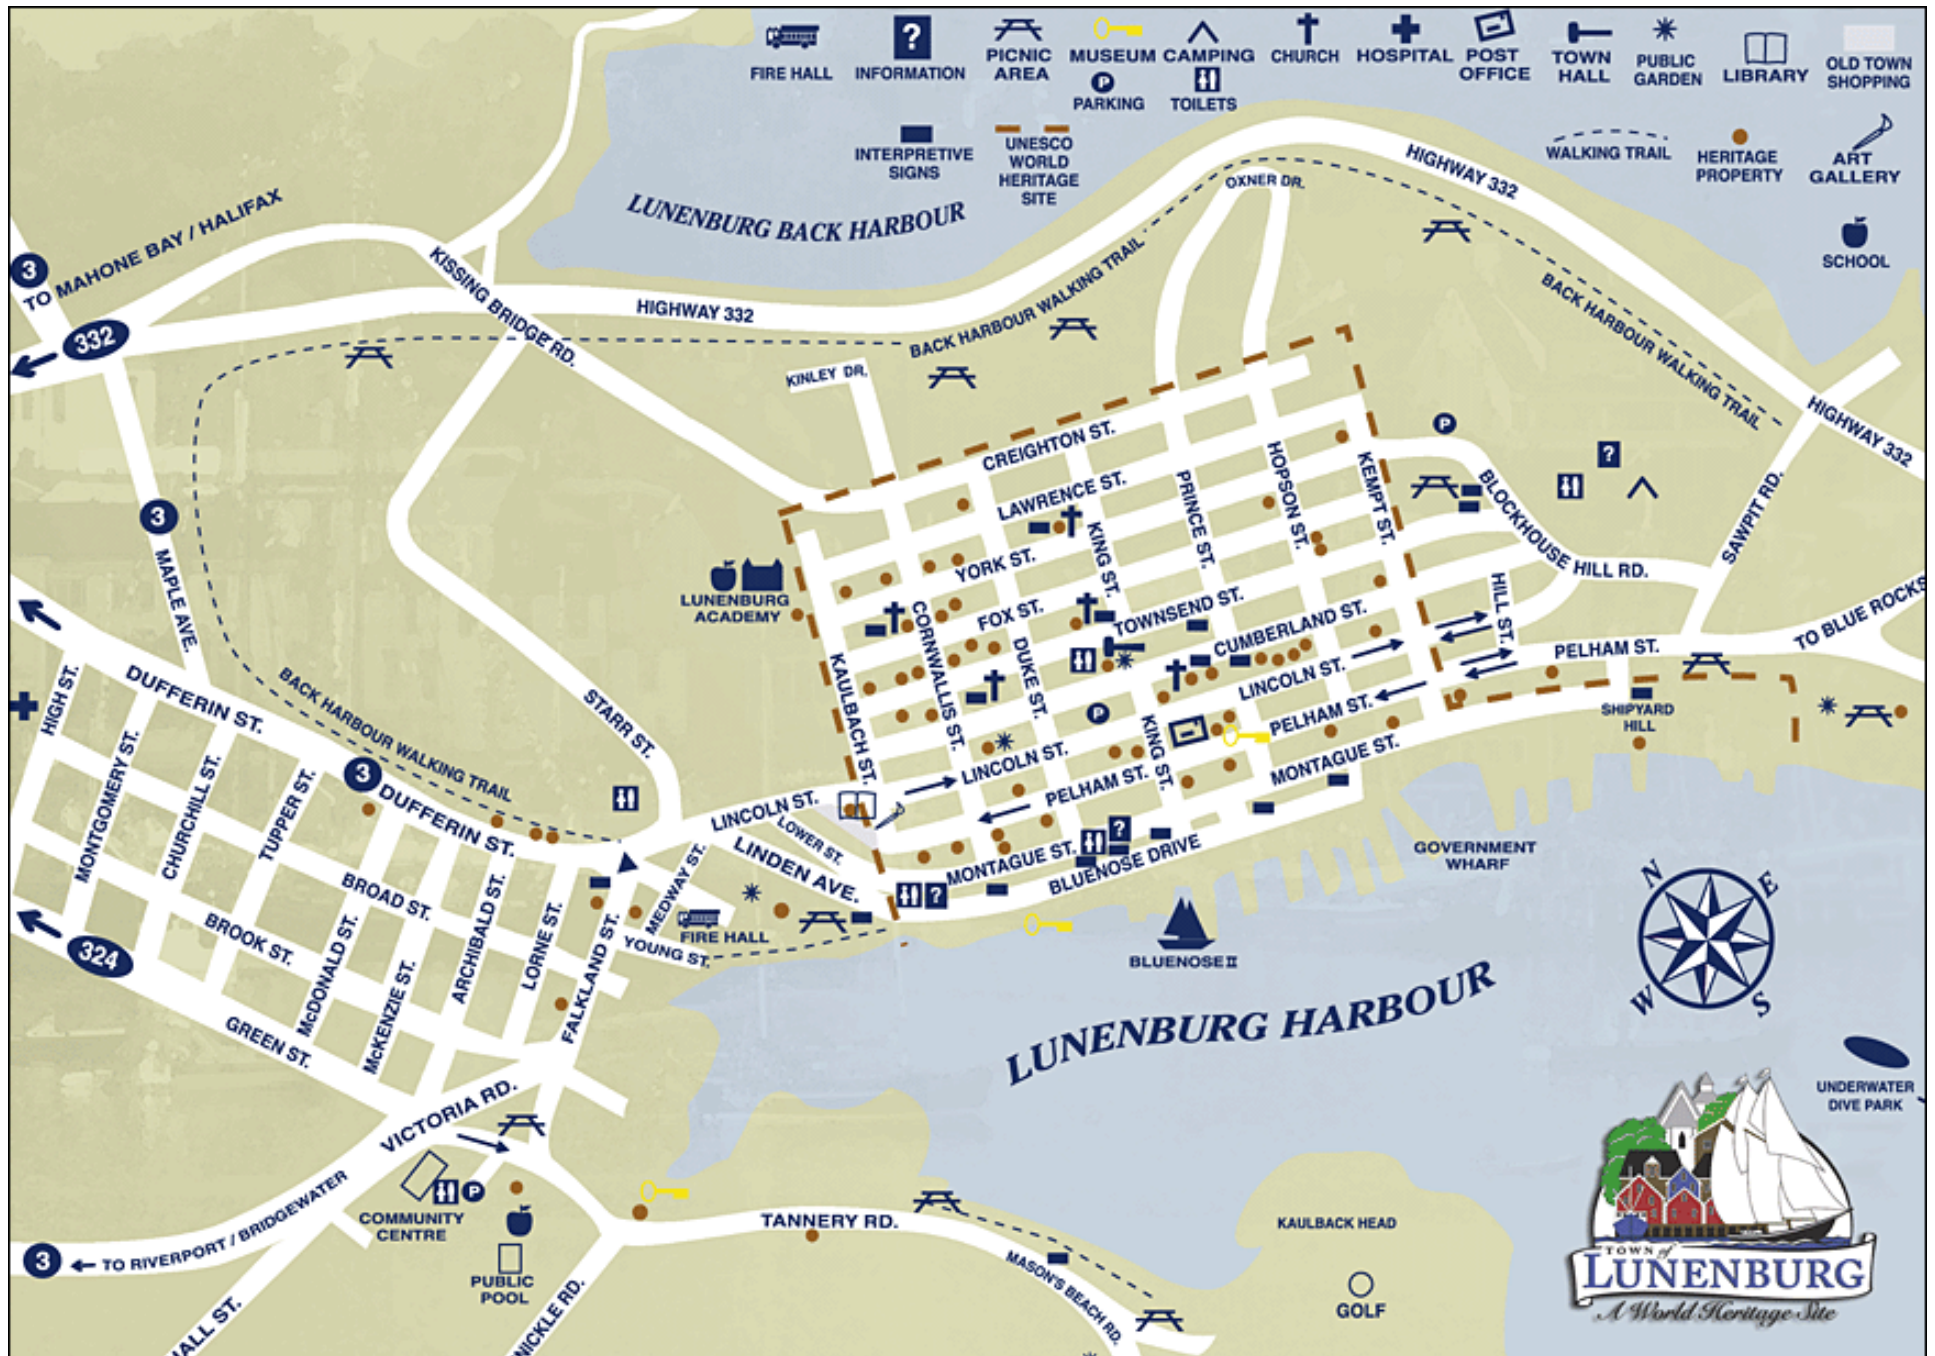 FIRE HALL
?
INFORMATION
PICNIC
AREA
MUSEUM
CAMPING
CHURCH
HOSPITAL
POST
OFFICE
TOWN
HALL
PUBLIC
GARDEN
LIBRARY
OLD TOWN
SHOPPING
P
PARKING
TOILETS
INTERPRETIVE
SIGNS
UNESCO
WORLD
HERITAGE
SITE
WALKING TRAIL
HERITAGE
PROPERTY
ART
GALLERY
SCHOOL
LUNENBURG BACK HARBOUR
OXNER DR.
HIGHWAY 332
3
TO MAHONE BAY / HALIFAX
332
KISSING BRIDGE RD.
HIGHWAY 332
BACK HARBOUR WALKING TRAIL
BACK HARBOUR WALKING TRAIL
HIGHWAY 332
KINLEY DR.
CREIGHTON ST.
LAWRENCE ST.
YORK ST.
FOX ST.
TOWNSEND ST.
CUMBERLAND ST.
LINCOLN ST.
PELHAM ST.
MONTAGUE ST.
KING ST.
PRINCE ST.
HOPSON ST.
KEMPT ST.
P
BLOCKHOUSE HILL RD.
?
SAWPIT RD.
HILL ST.
PELHAM ST.
TO BLUE ROCKS
SHIPYARD
HILL
3
MAPLE AVE.
LUNENBURG
ACADEMY
KAULBACH ST.
CORNWALLIS ST.
DUKE ST.
P
KING ST.
LINCOLN ST.
PELHAM ST.
MONTAGUE ST.
?
?
BLUENOSE DRIVE
STARR ST.
LINCOLN ST.
LOWER ST.
LINDEN AVE.
MEDWAY ST.
FIRE HALL
YOUNG ST.
BACK HARBOUR WALKING TRAIL
DUFFERIN ST.
3
DUFFERIN ST.
HIGH ST.
MONTGOMERY ST.
CHURCHILL ST.
TUPPER ST.
BROAD ST.
BROOK ST.
McDONALD ST.
McKENZIE ST.
ARCHIBALD ST.
LORNE ST.
FALKLAND ST.
324
GREEN ST.
VICTORIA RD.
GOVERNMENT
WHARF
BLUENOSE II
LUNENBURG HARBOUR
N
E
W
S
UNDERWATER
DIVE PARK
P
COMMUNITY
CENTRE
PUBLIC
POOL
3
TO RIVERPORT / BRIDGEWATER
TANNERY RD.
MASON'S BEACH RD.
KAULBACK HEAD
GOLF
TOWN of
LUNENBURG
A World Heritage Site
ALL ST.
NICKLE RD.